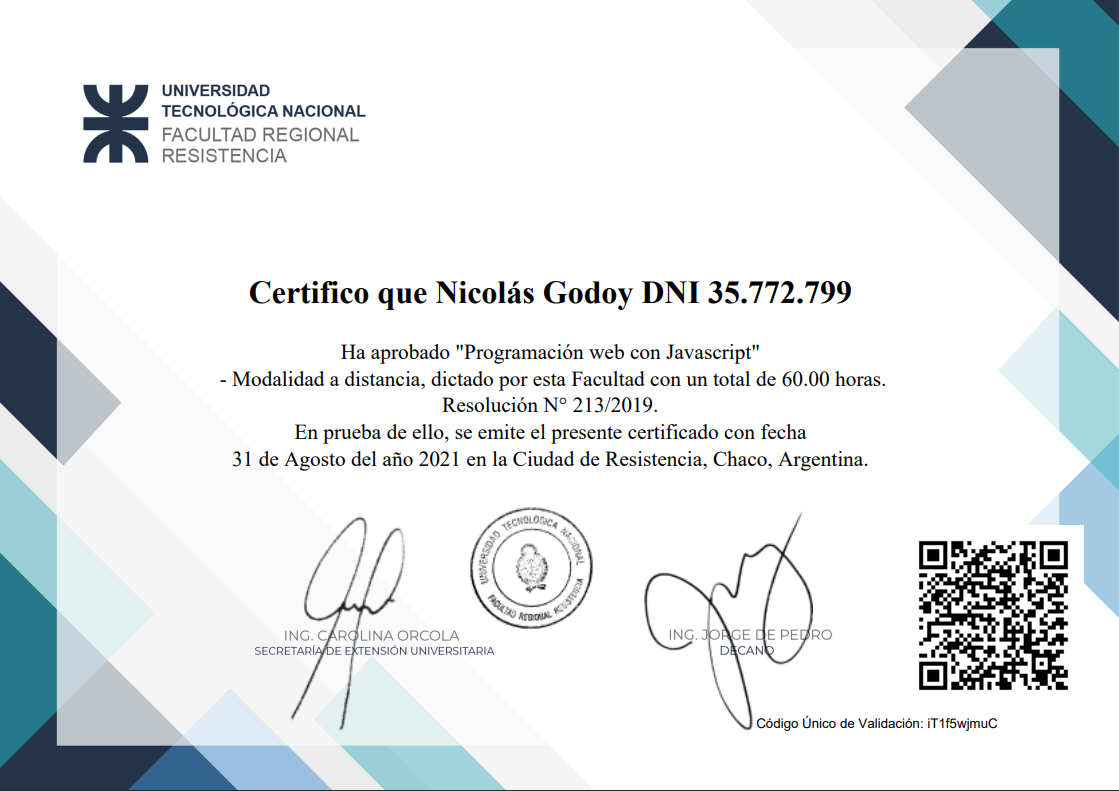 UNIVERSIDAD
TECNOLÓGICA NACIONAL
FACULTAD REGIONAL
RESISTENCIA
Certifico que Nicolás Godoy DNI 35.772.799
Ha aprobado "Programación web con Javascript"
- Modalidad a distancia, dictado por esta Facultad con un total de 60.00 horas.
Resolución N° 213/2019.
En prueba de ello, se emite el presente certificado con fecha
31 de Agosto del año 2021 en la Ciudad de Resistencia, Chaco, Argentina.
UNIVERSIDAD TECNOLOGICA NACIONAL
FACULTAD REGIONAL RESISTENCIA
ING. CAROLINA ORCOLA
SECRETARÍA DE EXTENSIÓN UNIVERSITARIA
ING. JORGE DE PEDRO
DECANO
Código Único de Validación: iT1f5wjmuC